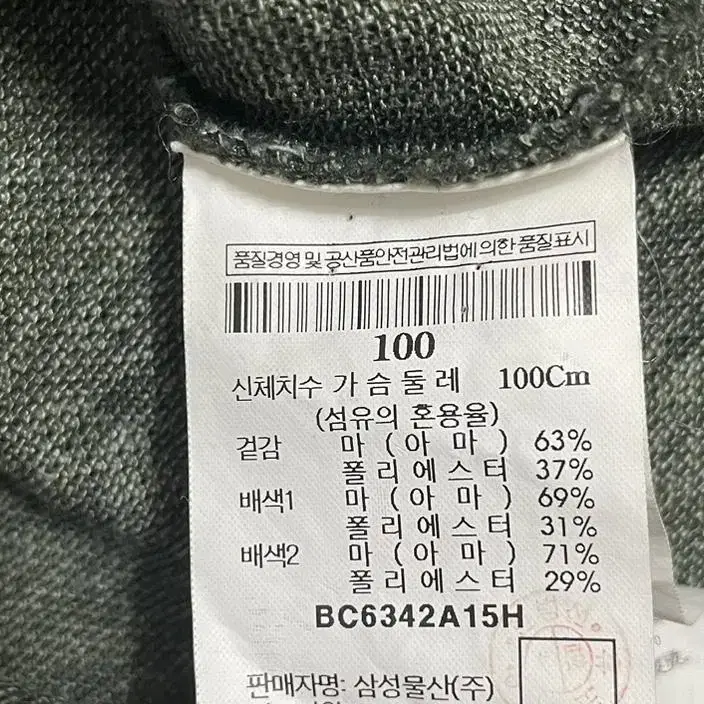 품질경영 및 공산품안전관리법에 의한 품질표시
100
신체치수 가 슴 둘 레 100Cm
(섬유의 혼용율)
겉감 마 ( 아 마 ) 63%
폴 리 에 스 터 37%
배색1 마 ( 아 마 ) 69%
폴 리 에 스 터 31%
배색2 마 ( 아 마 ) 71%
폴 리 에 스 터 29%
BC6342A15H
판매자명: 삼성물산(주)